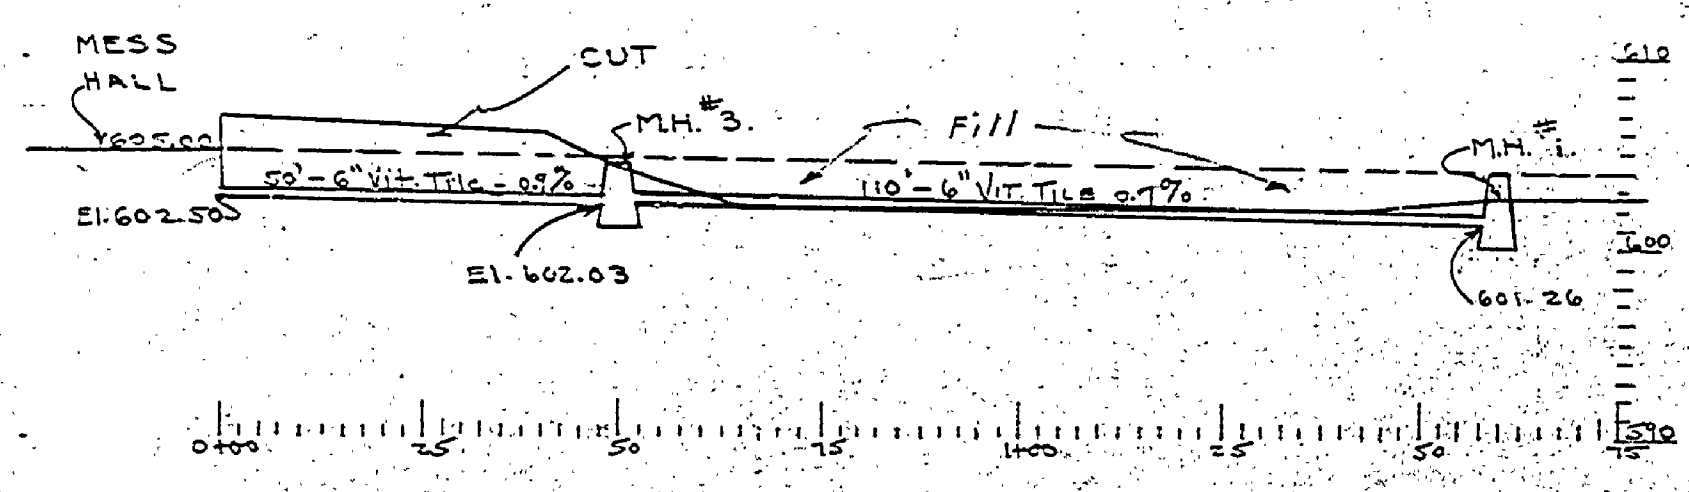 MESS
HALL
CUT
M.H. #3.
Fill
M.H. #1.
610
605.00
50'-6" Vit. Tile - 0.9%
110'-6" VIT. TILE 0.7%
El. 602.50
El. 602.03
600
601.26
590
0+00 25 50 75 1+00 25 50 75